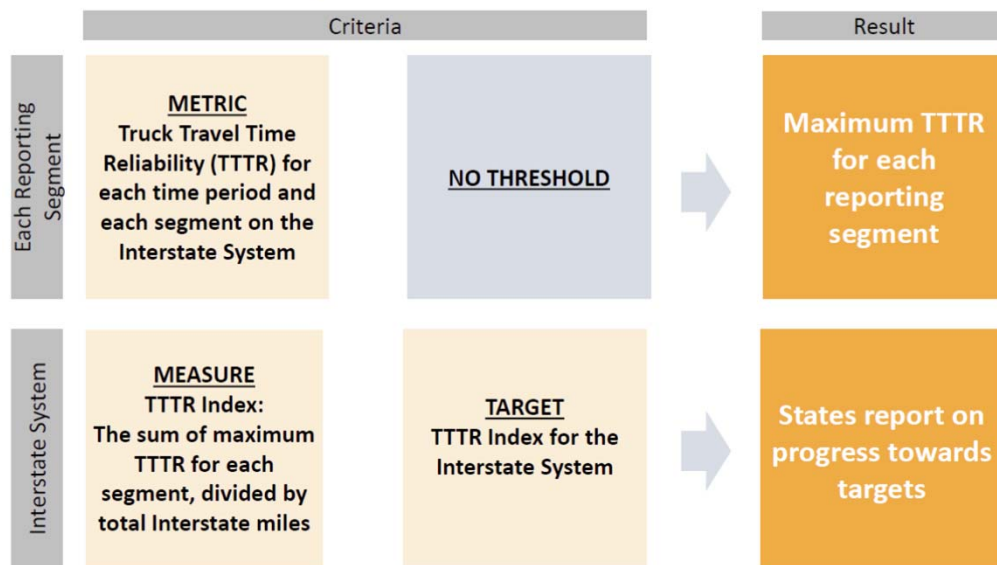 Criteria
Result
Each Reporting
Segment
METRIC
Truck Travel Time
Reliability (TTTR) for
each time period and
each segment on the
Interstate System
NO THRESHOLD
Maximum TTTR
for each
reporting
segment
Interstate System
MEASURE
TTTR Index:
The sum of maximum
TTTR for each
segment, divided by
total Interstate miles
TARGET
TTTR Index for the
Interstate System
States report on
progress towards
targets